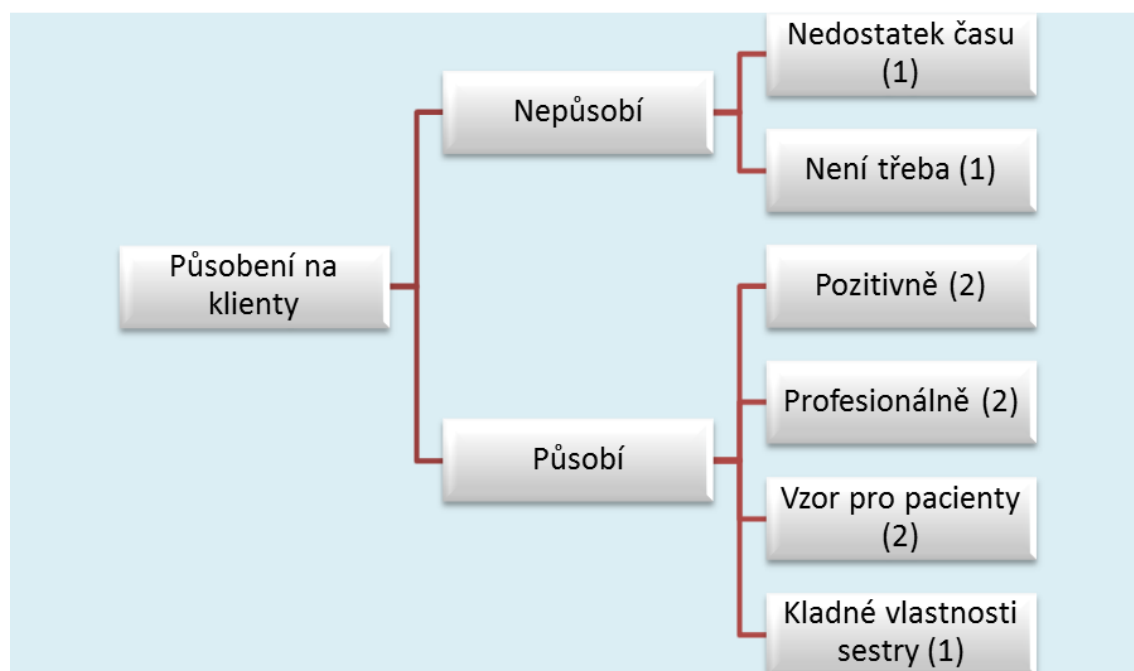 Nedostatek času
(1)
Nepůsobí
Není třeba (1)
Působení na
klienty
Pozitivně (2)
Profesionálně (2)
Působí
Vzor pro pacienty
(2)
Kladné vlastnosti
sestry (1)